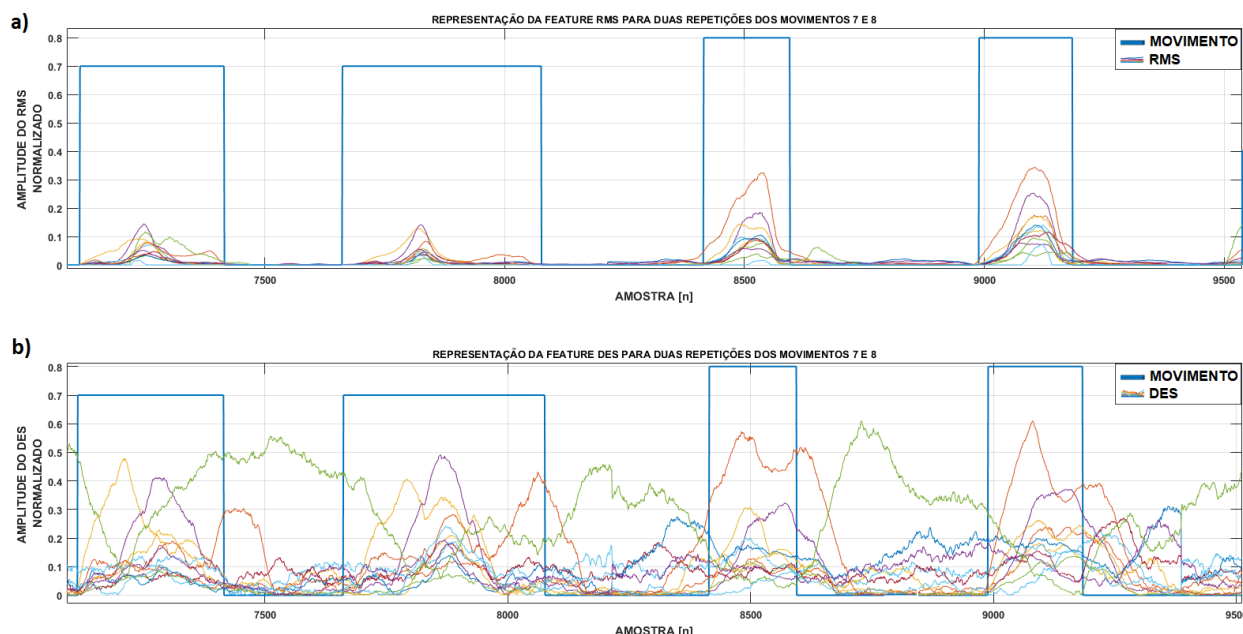 a)
REPRESENTAÇÃO DA FEATURE RMS PARA DUAS REPETIÇÕES DOS MOVIMENTOS 7 E 8
MOVIMENTO
RMS
AMPLITUDE DO RMS
NORMALIZADO
0.8
0.7
0.6
0.5
0.4
0.3
0.2
0.1
0
7500
8000
8500
9000
9500
AMOSTRA [n]
b)
REPRESENTAÇÃO DA FEATURE DES PARA DUAS REPETIÇÕES DOS MOVIMENTOS 7 E 8
MOVIMENTO
DES
AMPLITUDE DO DES
NORMALIZADO
0.8
0.7
0.6
0.5
0.4
0.3
0.2
0.1
0
7500
8000
8500
9000
950
AMOSTRA [n]